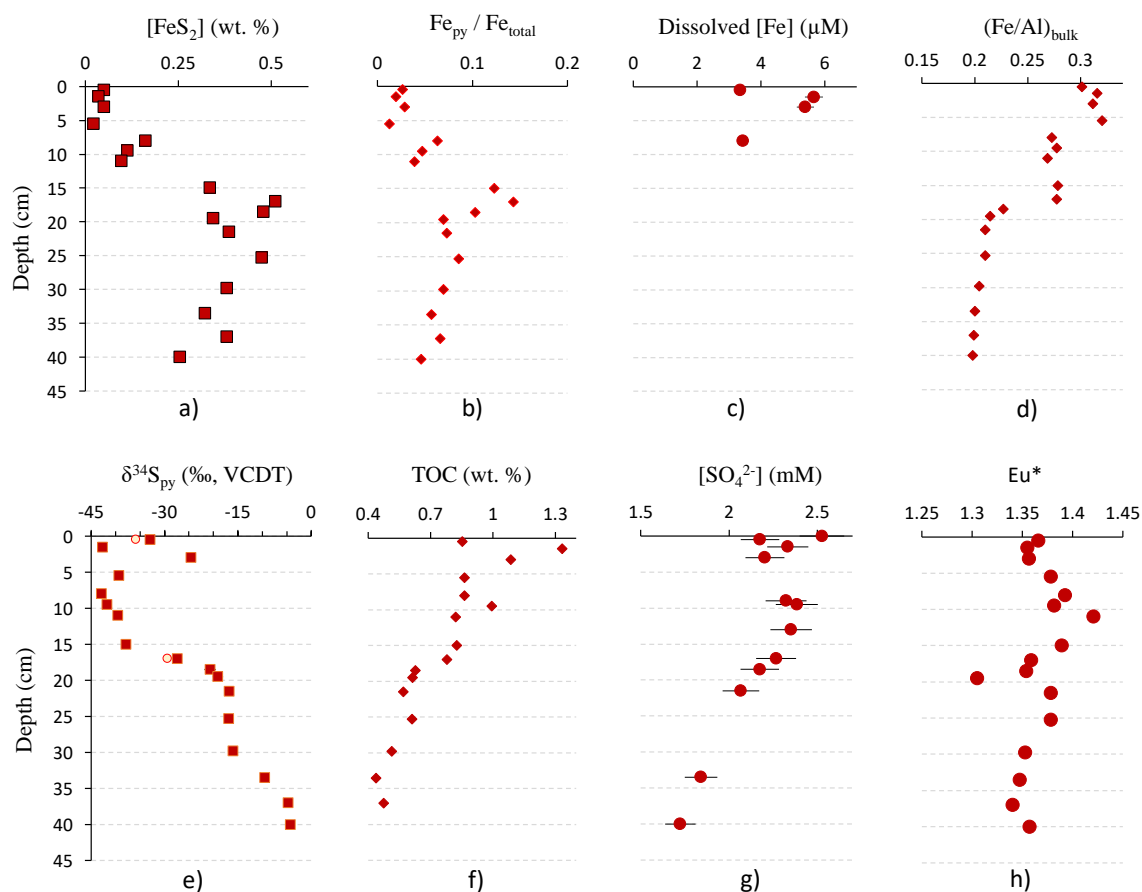 [FeS₂] (wt. %)
0 0.25 0.5
Depth (cm)
0
5
10
15
20
25
30
35
40
45
a)
Fe_py / Fe_total
0 0.1 0.2
b)
Dissolved [Fe] (µM)
0 2 4 6
c)
(Fe/Al)_bulk
0.15 0.2 0.25 0.3
d)
δ³⁴S_py (‰, VCDT)
-45 -30 -15 0
Depth (cm)
0
5
10
15
20
25
30
35
40
45
e)
TOC (wt. %)
0.4 0.7 1 1.3
f)
[SO₄²⁻] (mM)
1.5 2 2.5
g)
Eu*
1.25 1.3 1.35 1.4 1.45
h)